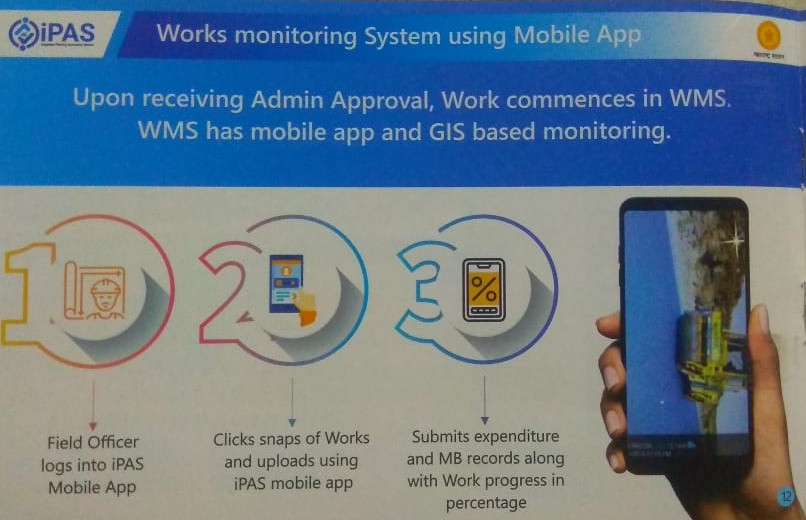 iPAS
Works monitoring System using Mobile App
Upon receiving Admin Approval, Work commences in WMS.
WMS has mobile app and GIS based monitoring.
1
2
3
%
Field Officer
logs into iPAS
Mobile App
Clicks snaps of Works
and uploads using
iPAS mobile app
Submits expenditure
and MB records along
with Work progress in
percentage
12